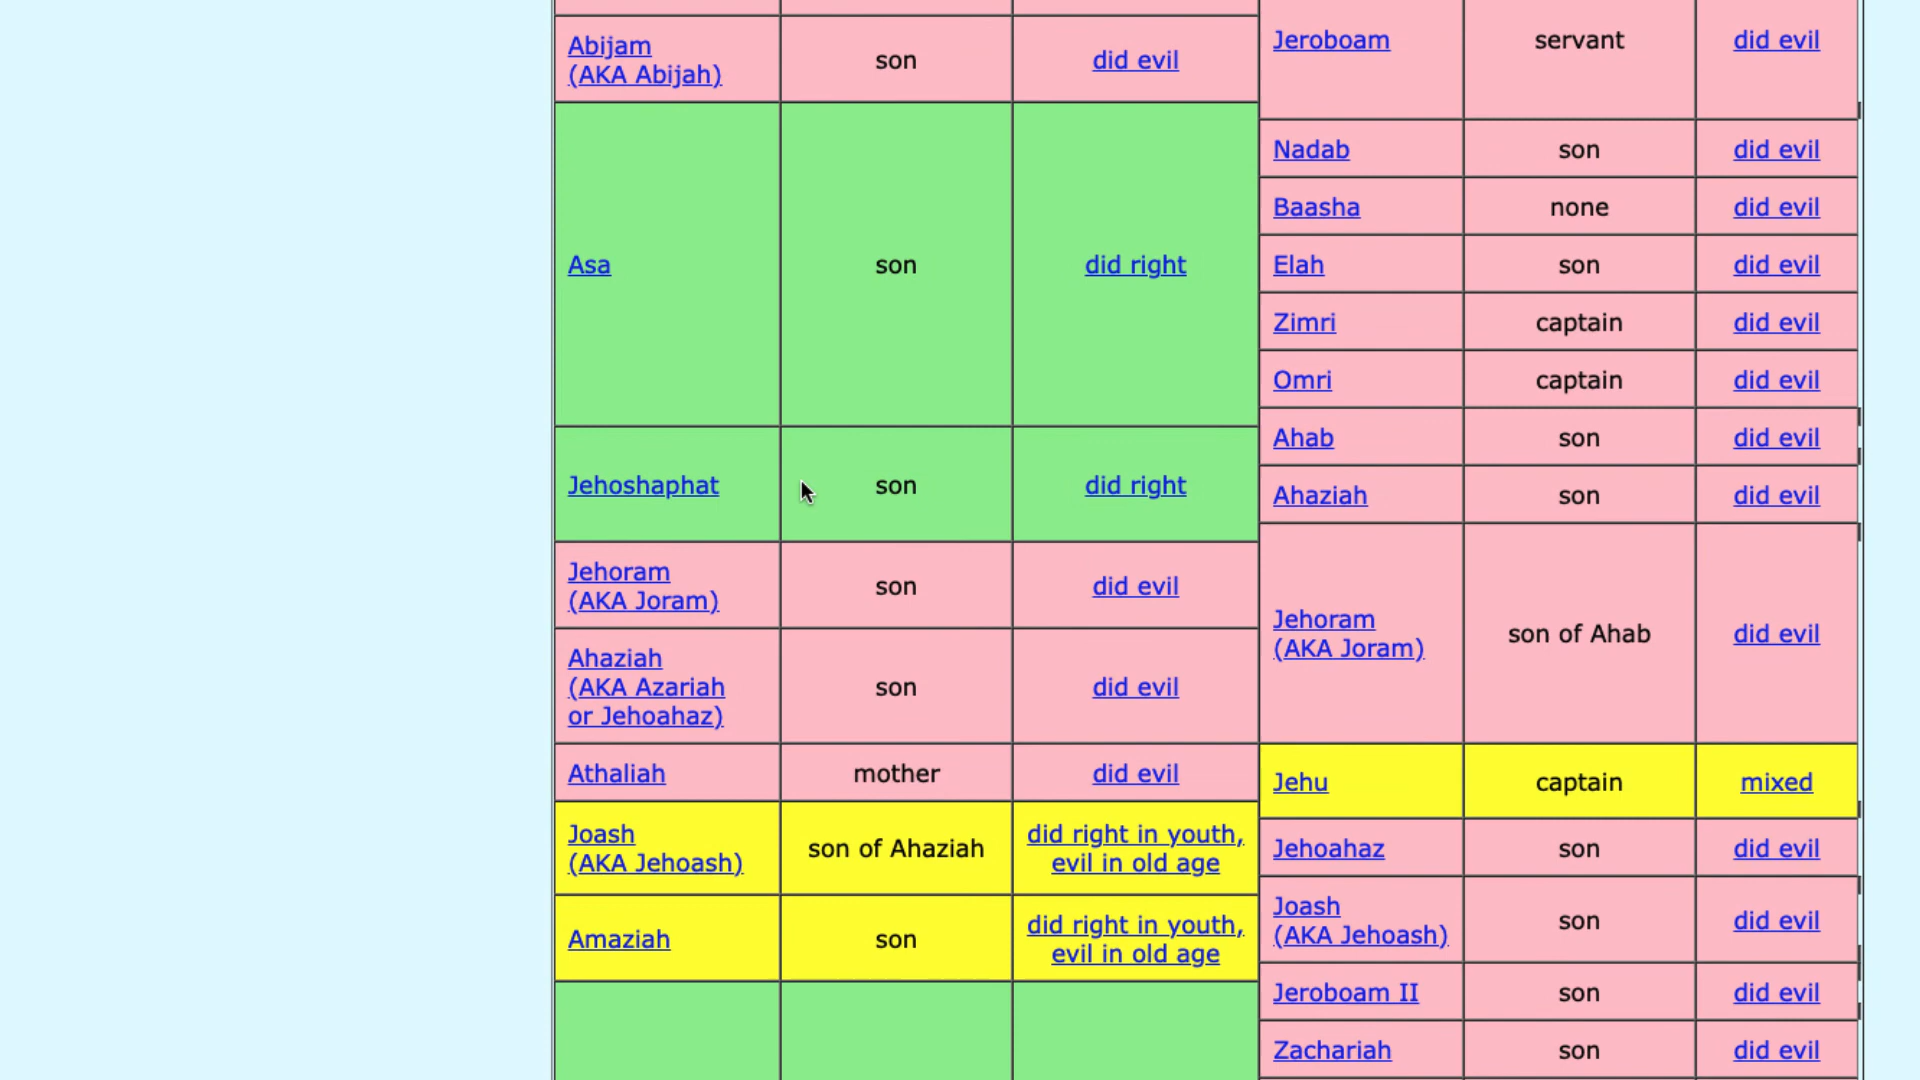 Abijam
(AKA Abijah)
son
did evil
Asa
son
did right
Jehoshaphat
son
did right
Jehoram
(AKA Joram)
son
did evil
Ahaziah
(AKA Azariah
or Jehoahaz)
son
did evil
Athaliah
mother
did evil
Joash
(AKA Jehoash)
son of Ahaziah
did right in youth,
evil in old age
Amaziah
son
did right in youth,
evil in old age
Jeroboam
servant
did evil
Nadab
son
did evil
Baasha
none
did evil
Elah
son
did evil
Zimri
captain
did evil
Omri
captain
did evil
Ahab
son
did evil
Ahaziah
son
did evil
Jehoram
(AKA Joram)
son of Ahab
did evil
Jehu
captain
mixed
Jehoahaz
son
did evil
Joash
(AKA Jehoash)
son
did evil
Jeroboam II
son
did evil
Zachariah
son
did evil